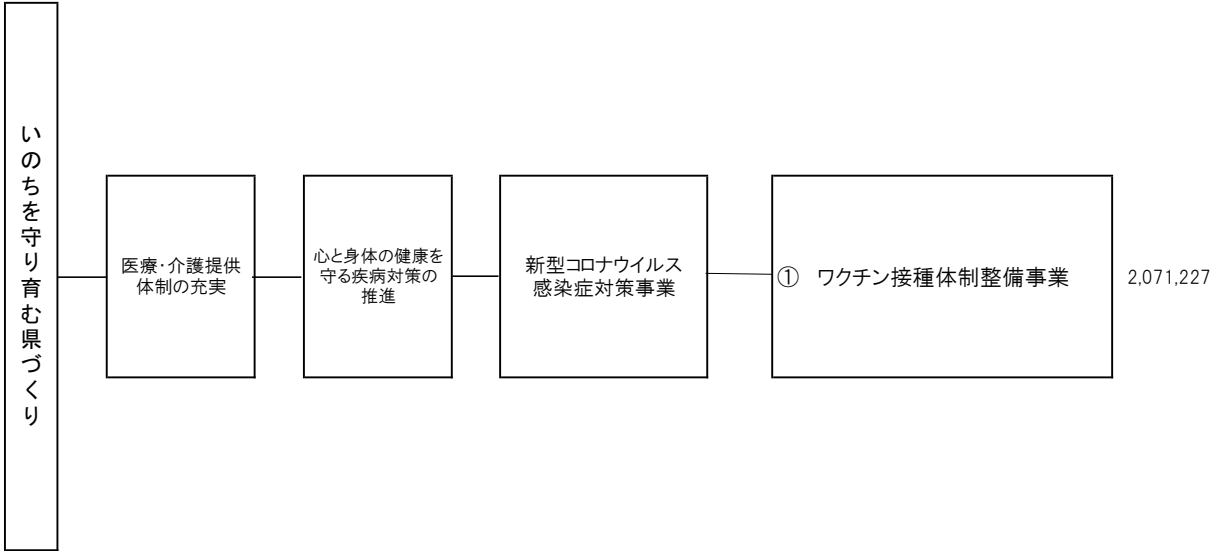 いのちを守り育む県づくり
医療・介護提供
体制の充実
心と身体の健康を
守る疾病対策の
推進
新型コロナウイルス
感染症対策事業
① ワクチン接種体制整備事業
2,071,227